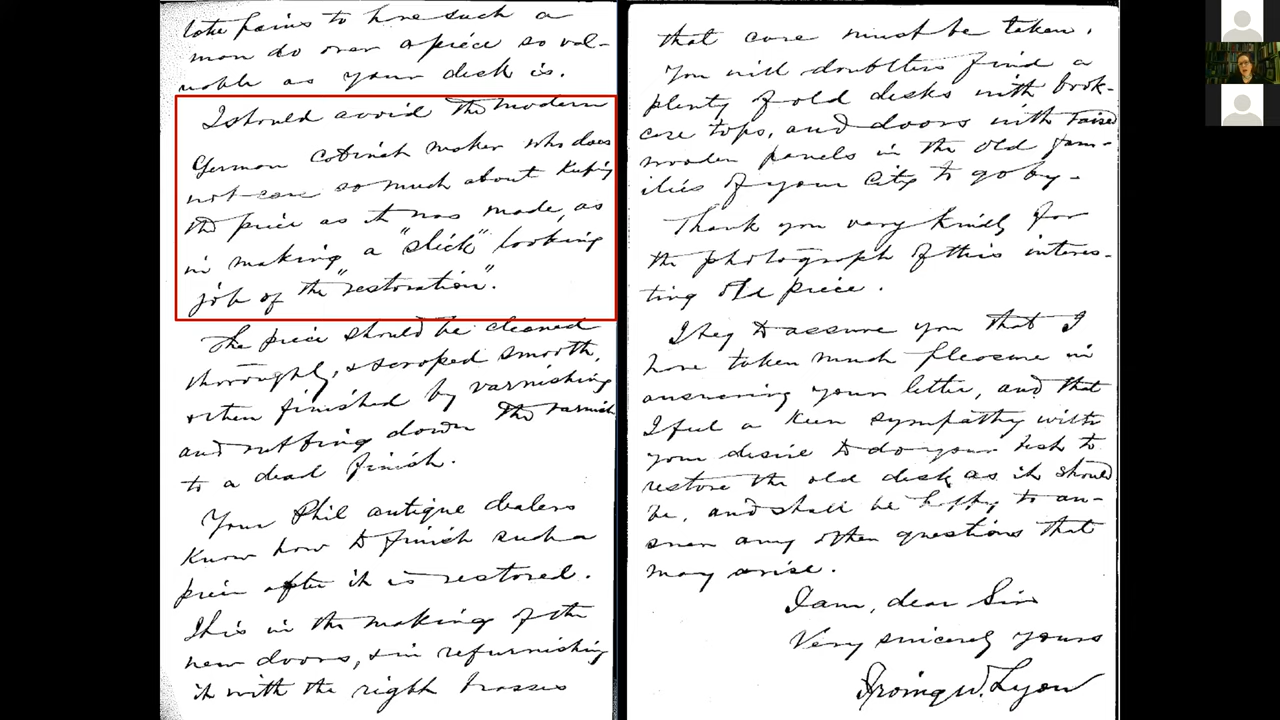 take pains to have such a
man do over a piece so val-
uable as your desk is.
I should avoid the modern
German cabinet maker who does
not care so much about keeping
the piece as it was made, as
in making a "slick" looking
job of the "restoration".
The piece should be cleaned
thoroughly, & scraped smooth,
& then finished by varnishing
and rubbing down the varnish
to a dead finish.
Your Phil antique dealers
know how to finish such a
piece after it is restored.
It is in the making of the
new doors, & in refurnishing
it with the right brasses
that care must be taken.
You will doubtless find a
plenty of old desks with book-
case tops, and doors with raised
wooden panels in the old fam-
ilies of your City to go by.
Thank you very kindly for
the photograph of this interes-
ting old piece.
I beg to assure you that I
have taken much pleasure in
answering your letter, and that
I feel a keen sympathy with
your desire to do your best to
restore the old desk as it should
be, and shall be happy to an-
swer any other questions that
may arise.
I am, dear Sir
Very sincerely yours
Irving W. Lyon